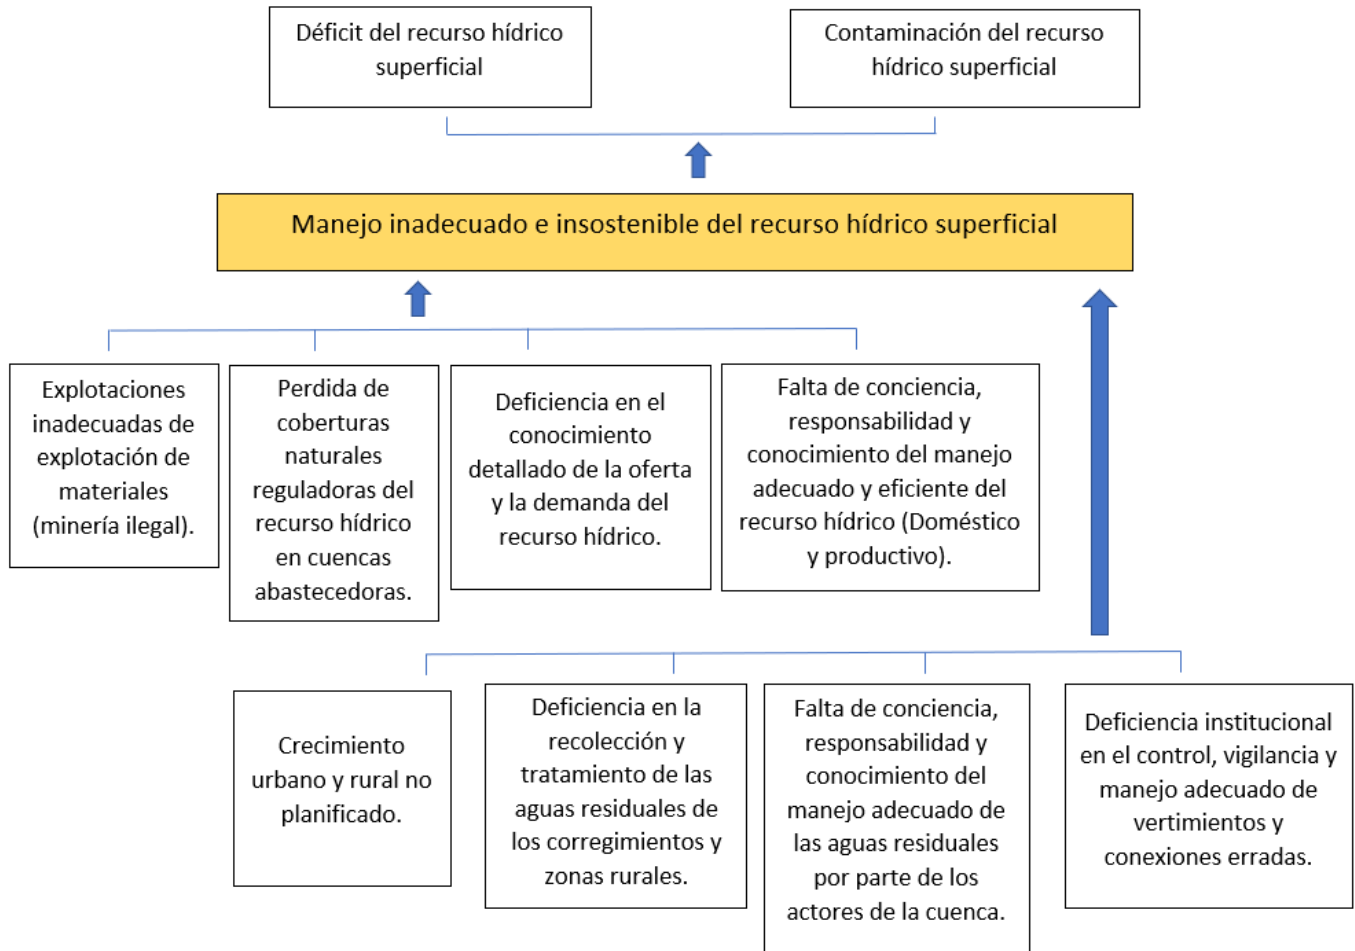 Déficit del recurso hídrico
superficial
Contaminación del recurso
hídrico superficial
Manejo inadecuado e insostenible del recurso hídrico superficial
Explotaciones
inadecuadas de
explotación de
materiales
(minería ilegal).
Perdida de
coberturas
naturales
reguladoras del
recurso hídrico
en cuencas
abastecedoras.
Deficiencia en el
conocimiento
detallado de la oferta
y la demanda del
recurso hídrico.
Falta de conciencia,
responsabilidad y
conocimiento del manejo
adecuado y eficiente del
recurso hídrico (Doméstico
y productivo).
Crecimiento
urbano y rural no
planificado.
Deficiencia en la
recolección y
tratamiento de las
aguas residuales de
los corregimientos y
zonas rurales.
Falta de conciencia,
responsabilidad y
conocimiento del
manejo adecuado de
las aguas residuales
por parte de los
actores de la cuenca.
Deficiencia institucional
en el control, vigilancia y
manejo adecuado de
vertimientos y
conexiones erradas.